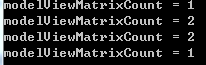 modelViewMatrixCount = 1
modelViewMatrixCount = 2
modelViewMatrixCount = 2
modelViewMatrixCount = 1